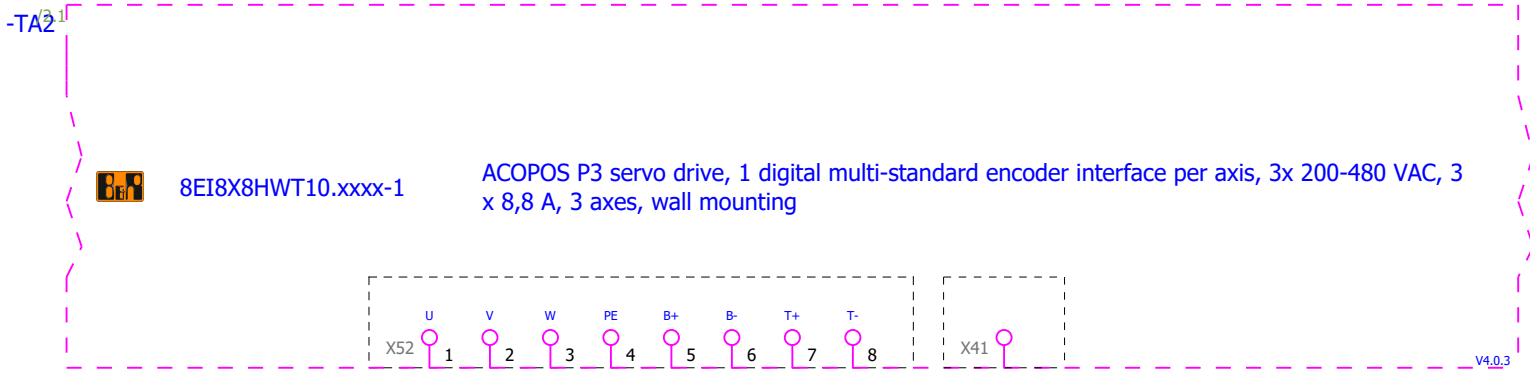 /2.1
-TA2
B&R
8EI8X8HWT10.xxxx-1
ACOPOS P3 servo drive, 1 digital multi-standard encoder interface per axis, 3x 200-480 VAC, 3
x 8,8 A, 3 axes, wall mounting
U V W PE B+ B- T+ T-
X52 1 2 3 4 5 6 7 8 X41
V4.0.3